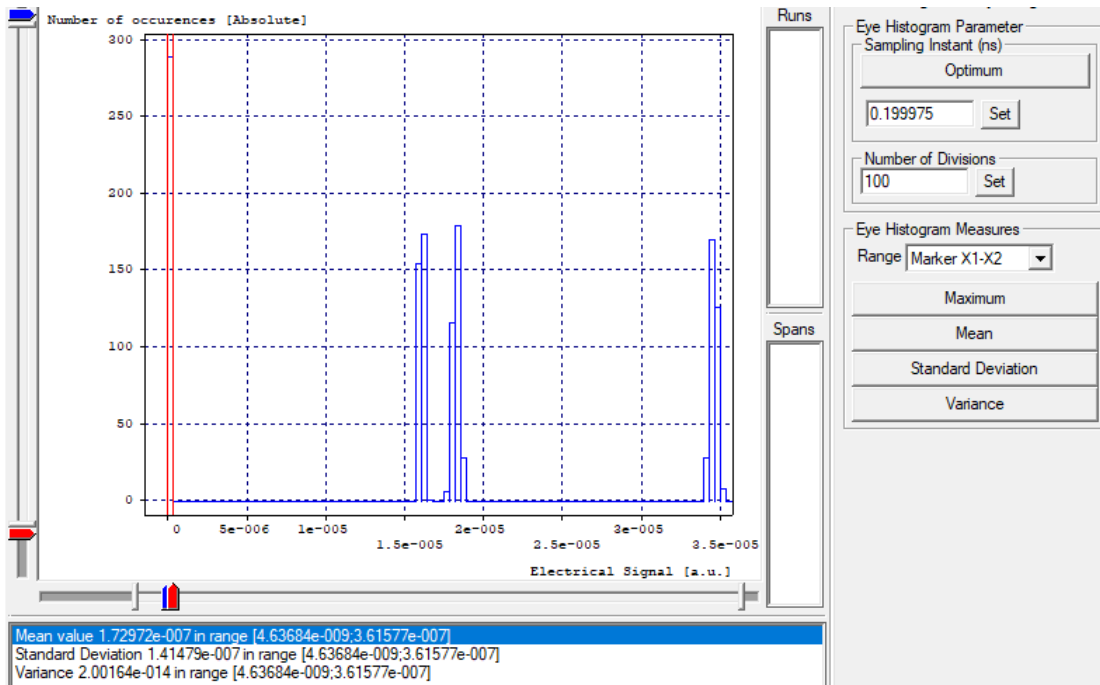 Number of occurences [Absolute]
300
250
200
150
100
50
0
0
5e-006
1e-005
1.5e-005
2e-005
2.5e-005
3e-005
3.5e-005
Electrical Signal [a.u.]
Runs
Spans
Eye Histogram Parameter
Sampling Instant (ns)
Optimum
0.199975 Set
Number of Divisions
100 Set
Eye Histogram Measures
Range Marker X1-X2
Maximum
Mean
Standard Deviation
Variance
Mean value 1.72972e-007 in range [4.63684e-009;3.61577e-007]
Standard Deviation 1.41479e-007 in range [4.63684e-009;3.61577e-007]
Variance 2.00164e-014 in range [4.63684e-009;3.61577e-007]